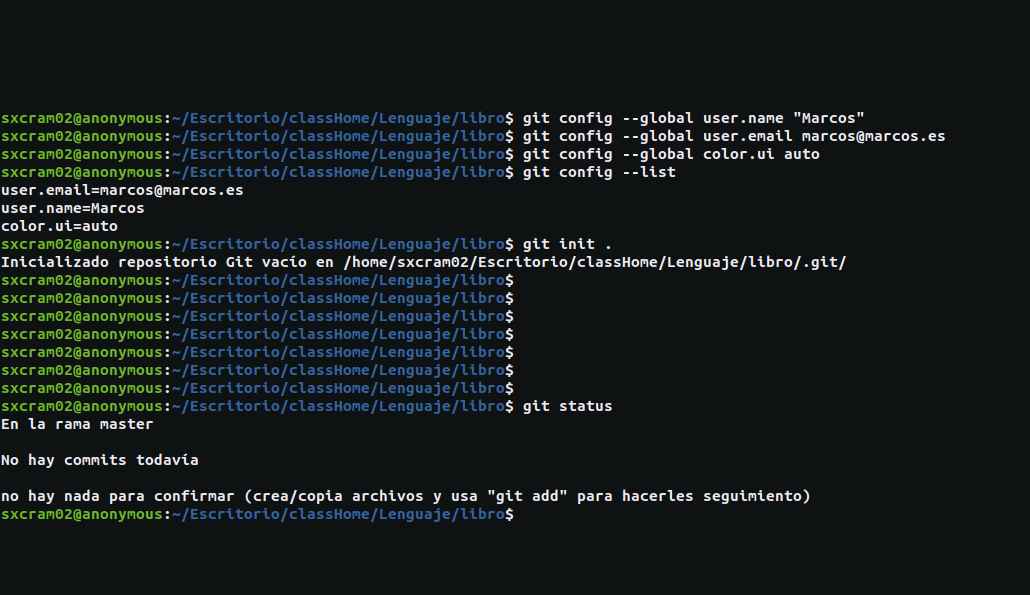 sxcram02@anonymous:~/Escritorio/classHome/Lenguaje/libro$ git config --global user.name "Marcos"
sxcram02@anonymous:~/Escritorio/classHome/Lenguaje/libro$ git config --global user.email marcos@marcos.es
sxcram02@anonymous:~/Escritorio/classHome/Lenguaje/libro$ git config --global color.ui auto
sxcram02@anonymous:~/Escritorio/classHome/Lenguaje/libro$ git config --list
user.email=marcos@marcos.es
user.name=Marcos
color.ui=auto
sxcram02@anonymous:~/Escritorio/classHome/Lenguaje/libro$ git init .
Inicializado repositorio Git vacío en /home/sxcram02/Escritorio/classHome/Lenguaje/libro/.git/
sxcram02@anonymous:~/Escritorio/classHome/Lenguaje/libro$
sxcram02@anonymous:~/Escritorio/classHome/Lenguaje/libro$
sxcram02@anonymous:~/Escritorio/classHome/Lenguaje/libro$
sxcram02@anonymous:~/Escritorio/classHome/Lenguaje/libro$
sxcram02@anonymous:~/Escritorio/classHome/Lenguaje/libro$
sxcram02@anonymous:~/Escritorio/classHome/Lenguaje/libro$
sxcram02@anonymous:~/Escritorio/classHome/Lenguaje/libro$
sxcram02@anonymous:~/Escritorio/classHome/Lenguaje/libro$ git status
En la rama master
No hay commits todavía
no hay nada para confirmar (crea/copia archivos y usa "git add" para hacerles seguimiento)
sxcram02@anonymous:~/Escritorio/classHome/Lenguaje/libro$